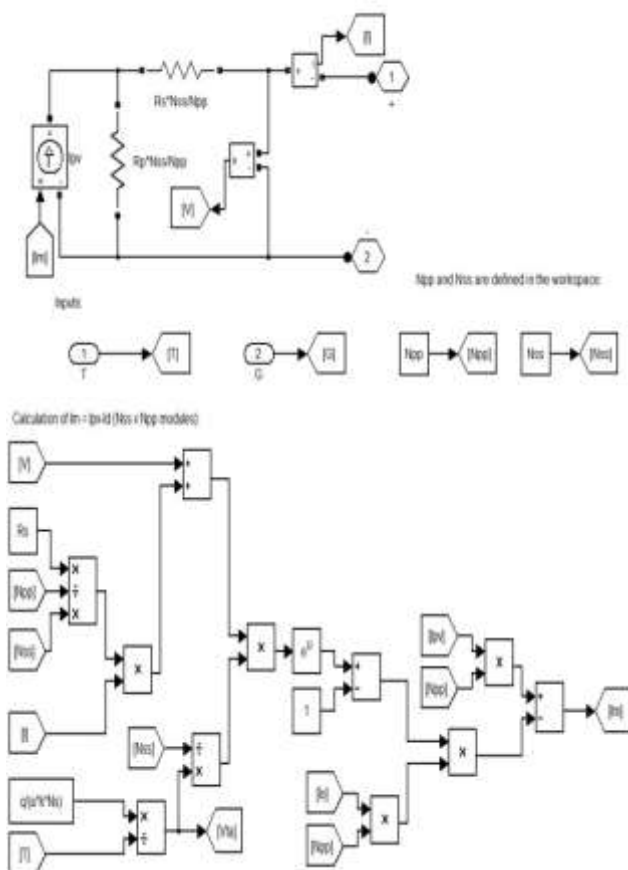 [I]
1
+
Rs*Nss/Npp
Ipv
Rp*Nss/Npp
[V]
[Im]
-
2
Npp and Nss are defined in the workspace:
Inputs
1
T
[T]
2
G
[G]
Npp
[Npp]
Nss
[Nss]
Calculation of Im = Ipv-Id (Nss x Npp modules)
[V]
Rs
[Npp]
[Nss]
[I]
[Nss]
q/(a*k*Ns)
[T]
[Vta]
1
[Ipv]
[Npp]
[Im]
[Npp]